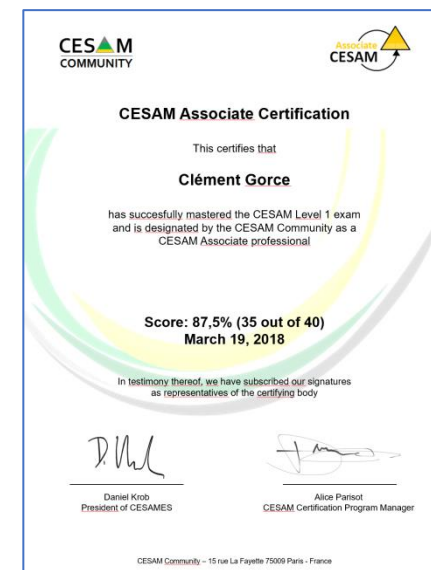 CESAM
COMMUNITY
Associate
CESAM
CESAM Associate Certification
This certifies that
Clément Gorce
has succesfully mastered the CESAM Level 1 exam
and is designated by the CESAM Community as a
CESAM Associate professional
Score: 87,5% (35 out of 40)
March 19, 2018
In testimony thereof, we have subscribed our signatures
as representatives of the certifying body
Daniel Krob
President of CESAMES
Alice Parisot
CESAM Certification Program Manager
CESAM Community – 15 rue La Fayette 75009 Paris - France